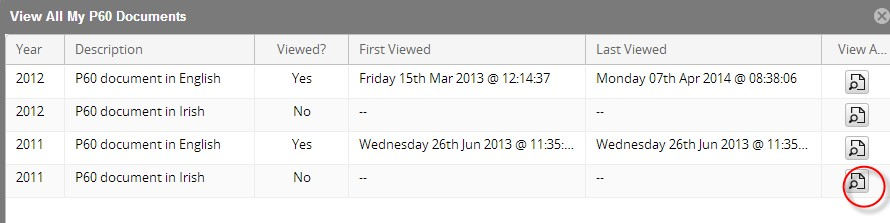 View All My P60 Documents
Year Description Viewed? First Viewed Last Viewed View A...
2012 P60 document in English Yes Friday 15th Mar 2013 @ 12:14:37 Monday 07th Apr 2014 @ 08:38:06
2012 P60 document in Irish No -- --
2011 P60 document in English Yes Wednesday 26th Jun 2013 @ 11:35:... Wednesday 26th Jun 2013 @ 11:35...
2011 P60 document in Irish No -- --